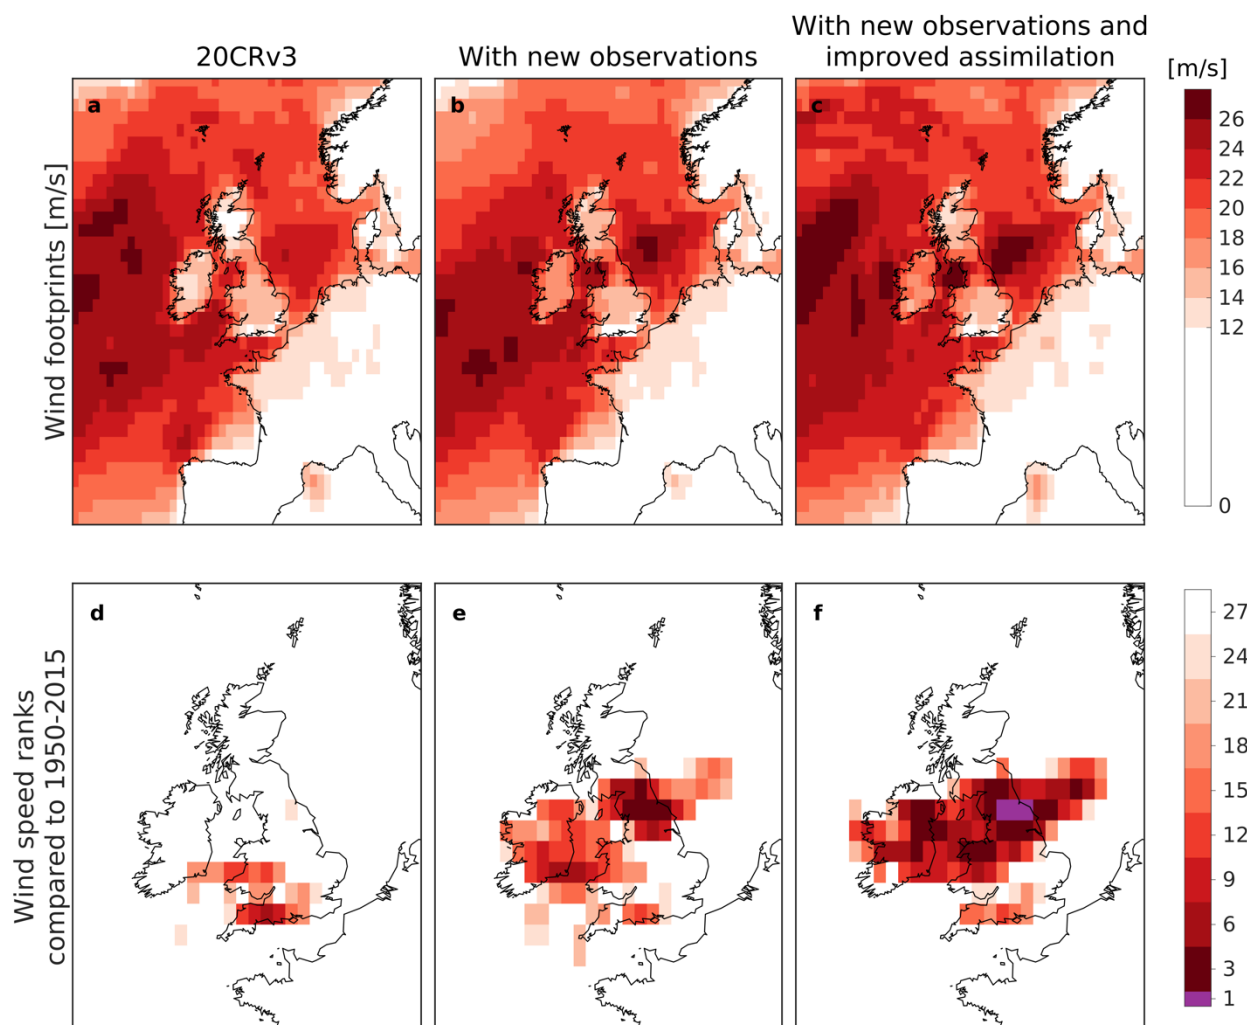 20CRv3
With new observations
With new observations and
improved assimilation
[m/s]
Wind footprints [m/s]
a
b
c
26
24
22
20
18
16
14
12
0
Wind speed ranks
compared to 1950-2015
d
e
f
27
24
21
18
15
12
9
6
3
1